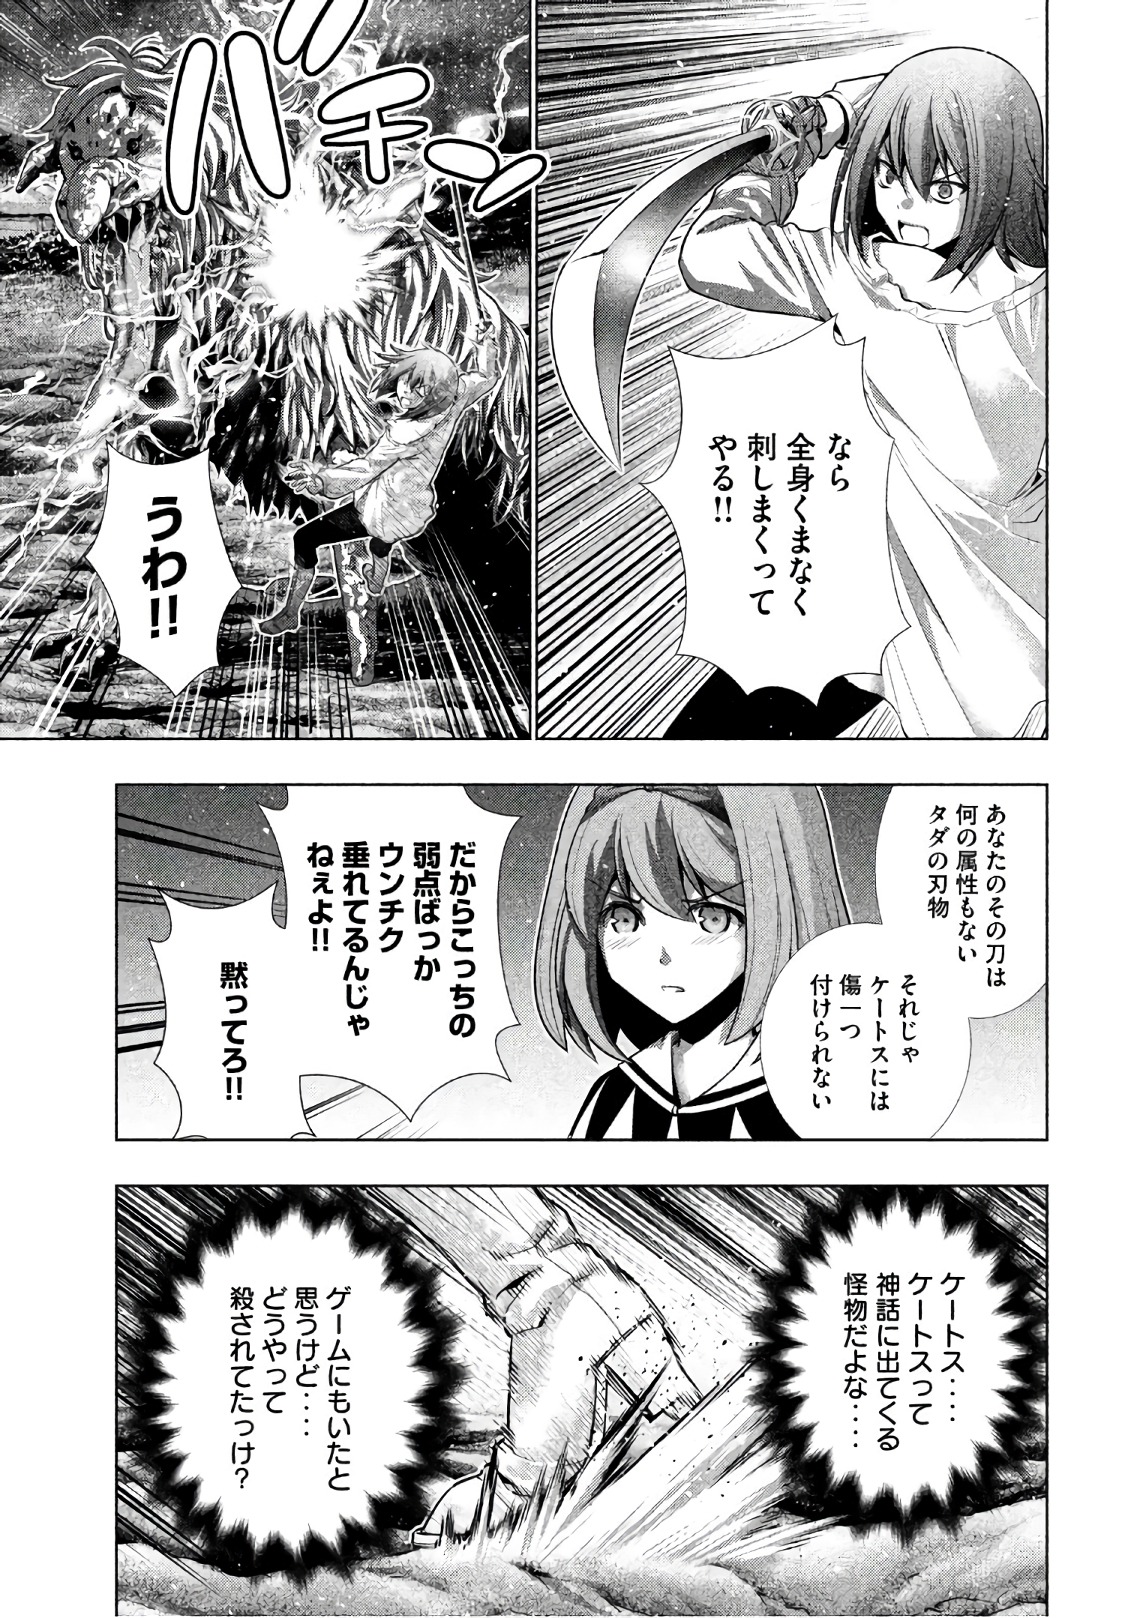 なら
全身くまなく
刺しまくって
やる!!
バチン
うわ!!
あなたのその刀は
何の属性もない
タダの刃物
それじゃ
ケートスには
傷一つ
付けられない
だからこっちの
弱点ばっか
ウンチク
垂れてるんじゃ
ねぇよ!!
黙ってろ!!
ケートス‥‥
ケートスって
神話に出てくる
怪物だよな‥‥
ゲームにもいたと
思うけど‥‥
どうやって
殺されてたっけ?